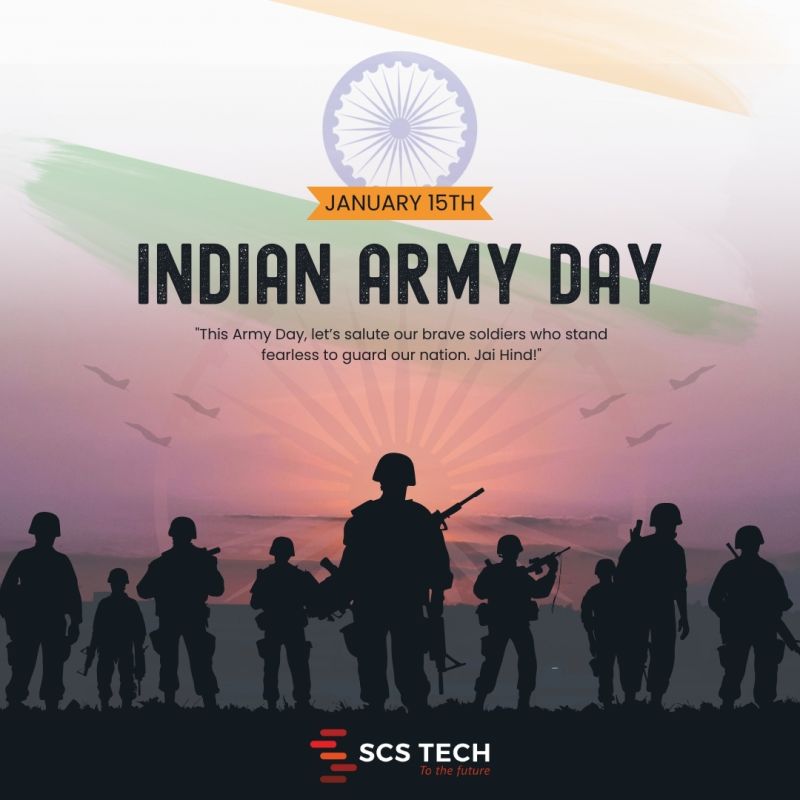 JANUARY 15TH
INDIAN ARMY DAY
"This Army Day, let’s salute our brave soldiers who stand
fearless to guard our nation. Jai Hind!"
SCS TECH
To the future